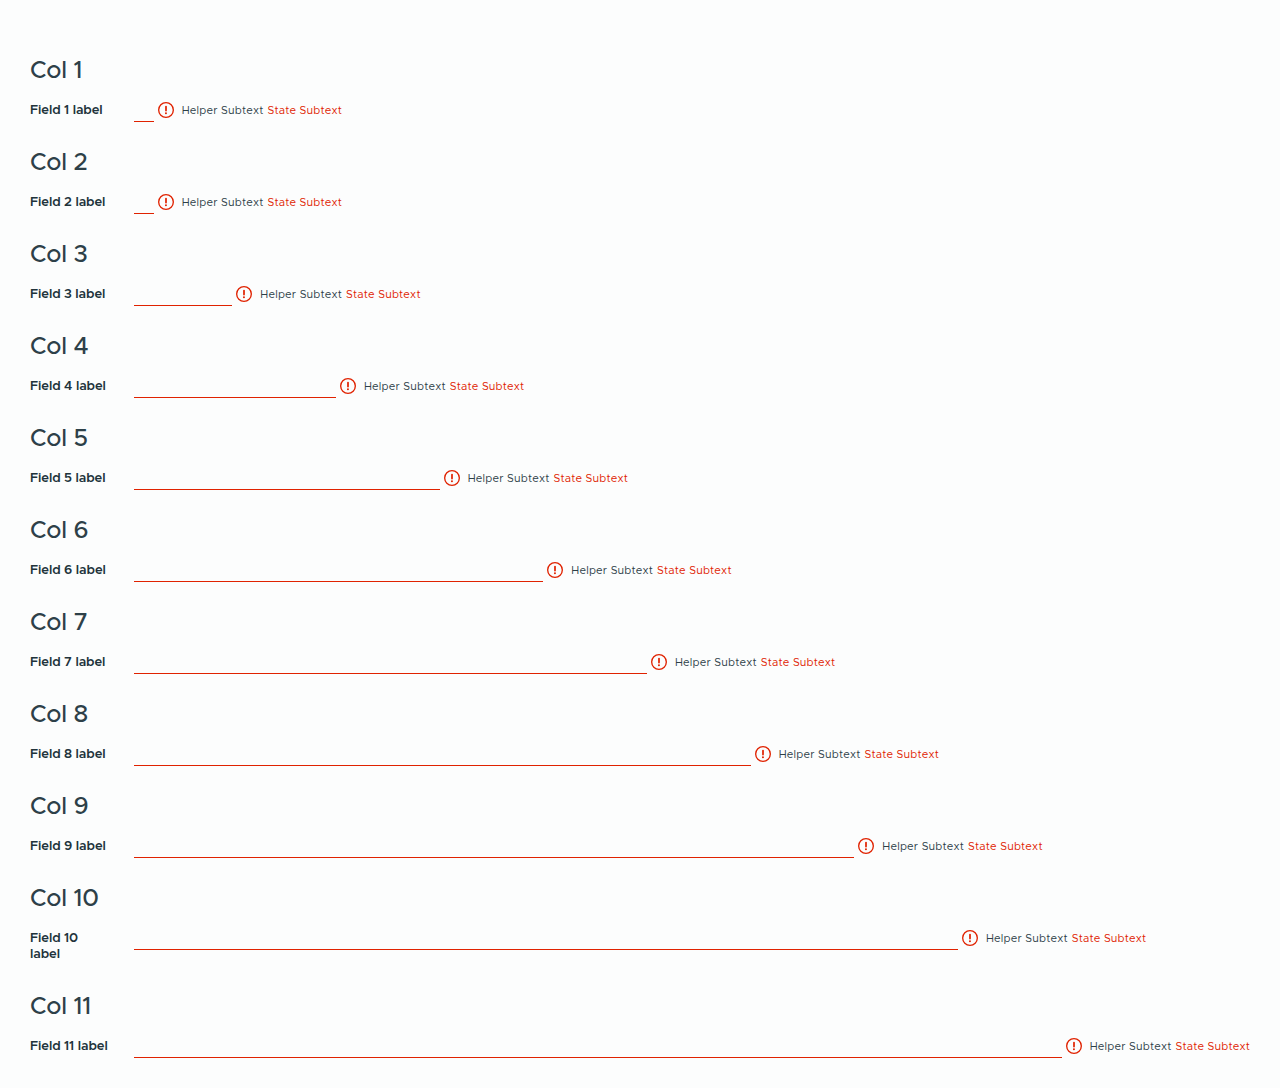 Col 1
Field 1 label Helper Subtext State Subtext
Col 2
Field 2 label Helper Subtext State Subtext
Col 3
Field 3 label Helper Subtext State Subtext
Col 4
Field 4 label Helper Subtext State Subtext
Col 5
Field 5 label Helper Subtext State Subtext
Col 6
Field 6 label Helper Subtext State Subtext
Col 7
Field 7 label Helper Subtext State Subtext
Col 8
Field 8 label Helper Subtext State Subtext
Col 9
Field 9 label Helper Subtext State Subtext
Col 10
Field 10 Helper Subtext State Subtext
label
Col 11
Field 11 label Helper Subtext State Subtext